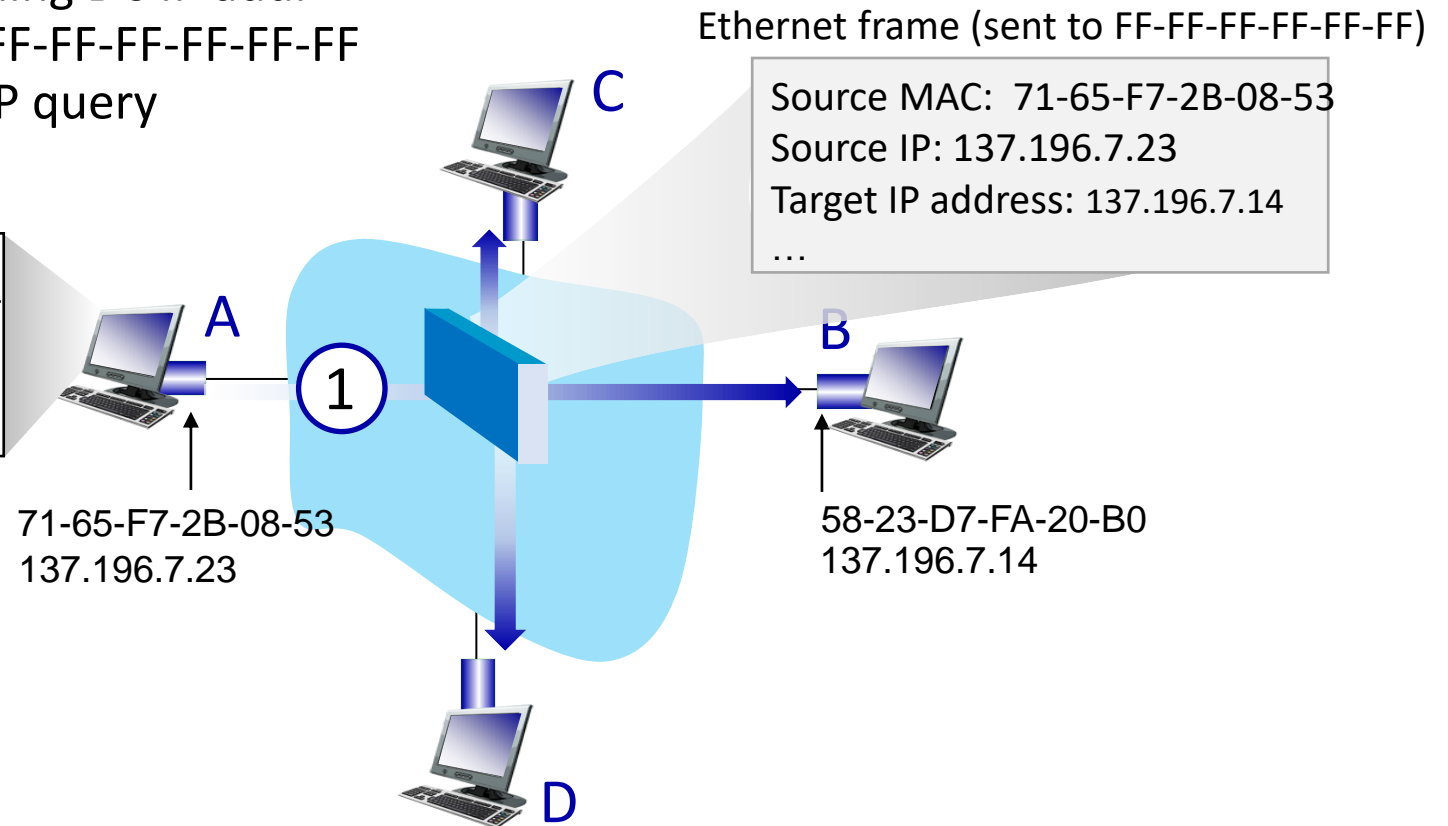 FF-FF-FF-FF-FF-FF
query
Ethernet frame (sent to FF-FF-FF-FF-FF-FF)
Source MAC: 71-65-F7-2B-08-53
Source IP: 137.196.7.23
Target IP address: 137.196.7.14
…
C
A
B
1
71-65-F7-2B-08-53
137.196.7.23
58-23-D7-FA-20-B0
137.196.7.14
D